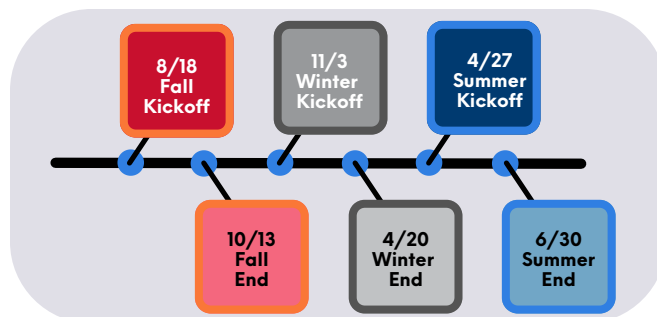 8/18
Fall
Kickoff
10/13
Fall
End
11/3
Winter
Kickoff
4/20
Winter
End
4/27
Summer
Kickoff
6/30
Summer
End